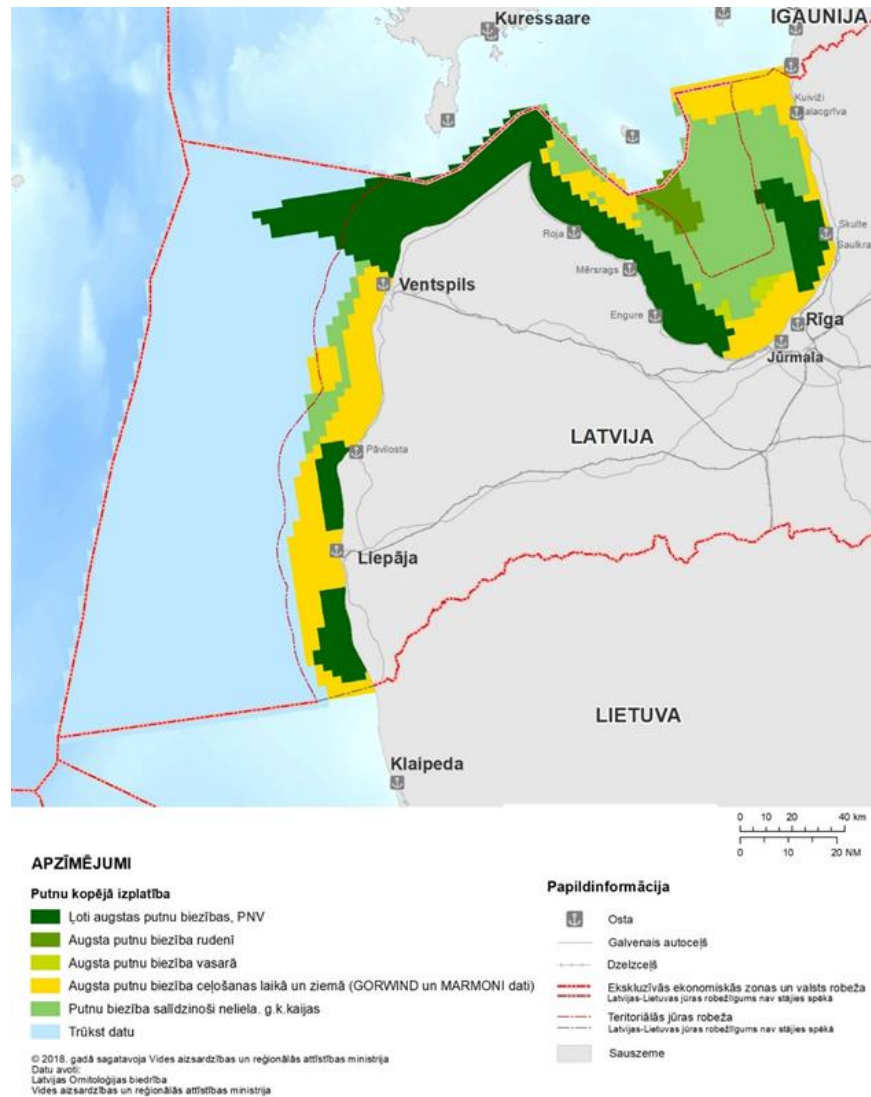 Kuressaare
IGAUNIJA
Kuivīži
Salacgrīva
Skulte
Saulkra
Roja
Mērsrags
Ventspils
Engure
Rīga
Jūrmala
LATVIJA
Pāvilosta
Liepāja
LIETUVA
Klaipeda
0 10 20 40 km
0 10 20 NM
APZĪMĒJUMI
Putnu kopējā izplatība
Ļoti augstas putnu biezības, PNV
Augsta putnu biezība rudenī
Augsta putnu biezība vasarā
Augsta putnu biezība ceļošanas laikā un ziemā (GORWIND un MARMONI dati)
Putnu biezība salīdzinoši neliela. g.k.kaijas
Trūkst datu
© 2018. gadā sagatavoja Vides aizsardzības un reģionālās attīstības ministrija
Datu avoti:
Latvijas Ornitoloģijas biedrība
Vides aizsardzības un reģionālās attīstības ministrija
Papildinformācija
Osta
Galvenais autoceļš
Dzelzceļš
Ekskluzīvās ekonomiskās zonas un valsts robeža
Latvijas-Lietuvas jūras robežlīgums nav stājies spēkā
Teritoriālās jūras robeža
Latvijas-Lietuvas jūras robežlīgums nav stājies spēkā
Sauszeme